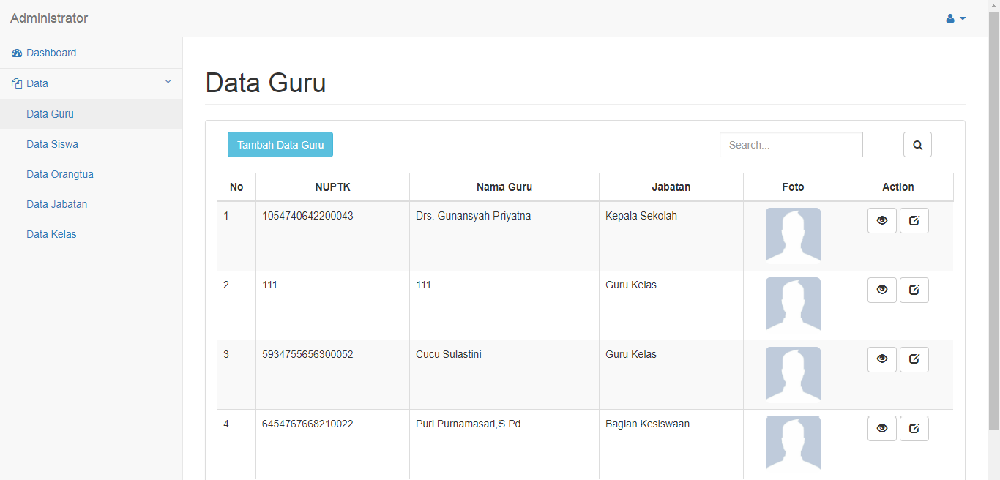 Administrator
Dashboard
Data
Data Guru
Data Siswa
Data Orangtua
Data Jabatan
Data Kelas
Data Guru
Tambah Data Guru
Search...
No NUPTK Nama Guru Jabatan Foto Action
1 1054740642200043 Drs. Gunansyah Priyatna Kepala Sekolah
2 111 111 Guru Kelas
3 5934755656300052 Cucu Sulastini Guru Kelas
4 6454767668210022 Puri Purnamasari,S.Pd Bagian Kesiswaan